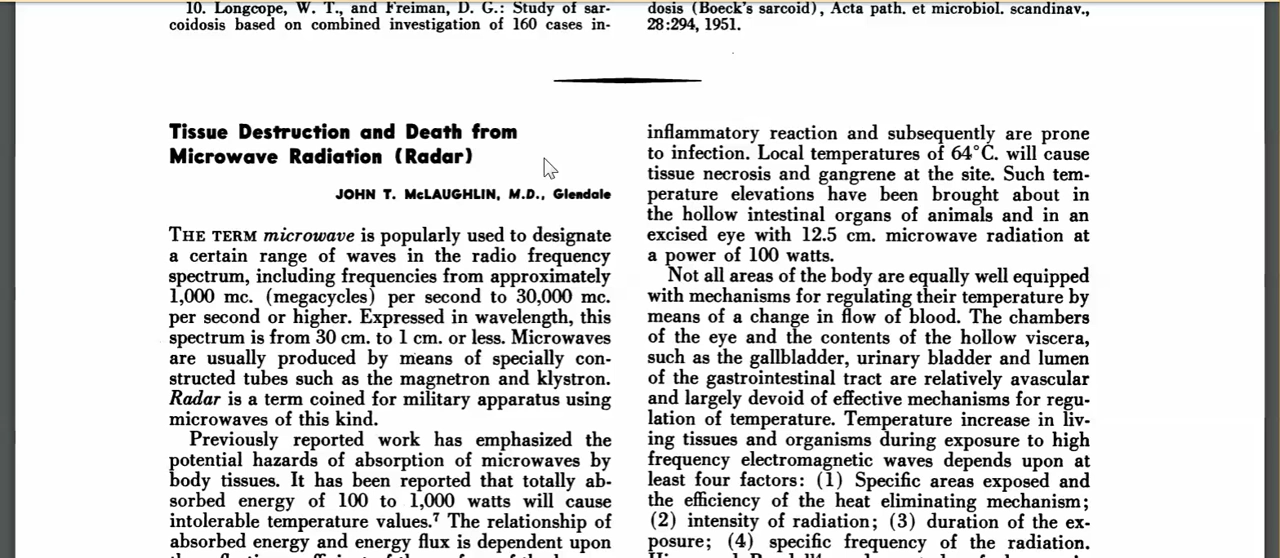 10. Longcope, W. T., and Freiman, D. G.: Study of sar-
coidosis based on combined investigation of 160 cases in-
dosis (Boeck's sarcoid), Acta path. et microbiol. scandinav.,
28:294, 1951.
Tissue Destruction and Death from
Microwave Radiation (Radar)
JOHN T. McLAUGHLIN, M.D., Glendale
THE TERM microwave is popularly used to designate
a certain range of waves in the radio frequency
spectrum, including frequencies from approximately
1,000 mc. (megacycles) per second to 30,000 mc.
per second or higher. Expressed in wavelength, this
spectrum is from 30 cm. to 1 cm. or less. Microwaves
are usually produced by means of specially con-
structed tubes such as the magnetron and klystron.
Radar is a term coined for military apparatus using
microwaves of this kind.
Previously reported work has emphasized the
potential hazards of absorption of microwaves by
body tissues. It has been reported that totally ab-
sorbed energy of 100 to 1,000 watts will cause
intolerable temperature values.7 The relationship of
absorbed energy and energy flux is dependent upon
inflammatory reaction and subsequently are prone
to infection. Local temperatures of 64°C. will cause
tissue necrosis and gangrene at the site. Such tem-
perature elevations have been brought about in
the hollow intestinal organs of animals and in an
excised eye with 12.5 cm. microwave radiation at
a power of 100 watts.
Not all areas of the body are equally well equipped
with mechanisms for regulating their temperature by
means of a change in flow of blood. The chambers
of the eye and the contents of the hollow viscera,
such as the gallbladder, urinary bladder and lumen
of the gastrointestinal tract are relatively avascular
and largely devoid of effective mechanisms for regu-
lation of temperature. Temperature increase in liv-
ing tissues and organisms during exposure to high
frequency electromagnetic waves depends upon at
least four factors: (1) Specific areas exposed and
the efficiency of the heat eliminating mechanism;
(2) intensity of radiation; (3) duration of the ex-
posure; (4) specific frequency of the radiation.